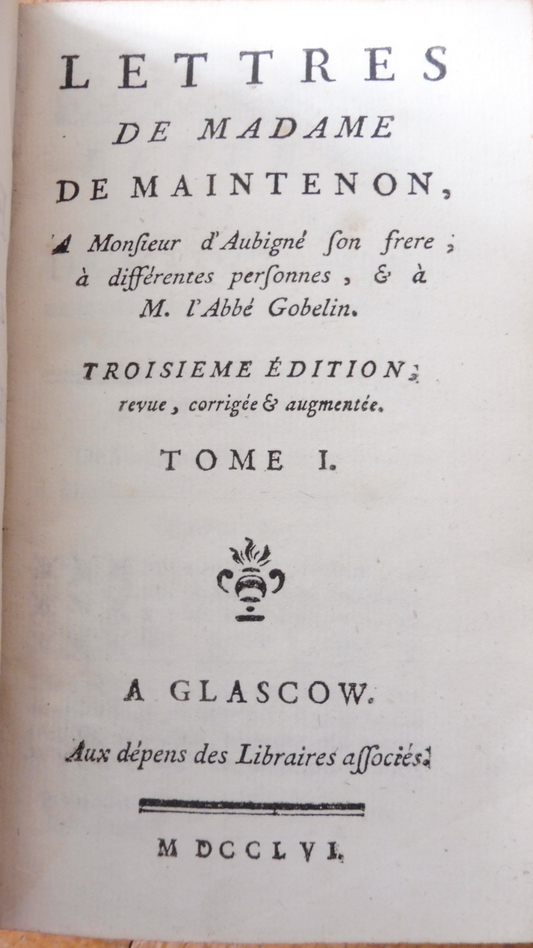 LETTRES
DE MADAME
DE MAINTENON,
A Monſieur d'Aubigné ſon frere ;
à différentes perſonnes , & à
M. l'Abbé Gobelin.
TROISIEME ÉDITION ;
revue , corrigée & augmentée.
TOME I.
A GLASCOW.
Aux dépens des Libraires aſſociés.
M DCCLVI.